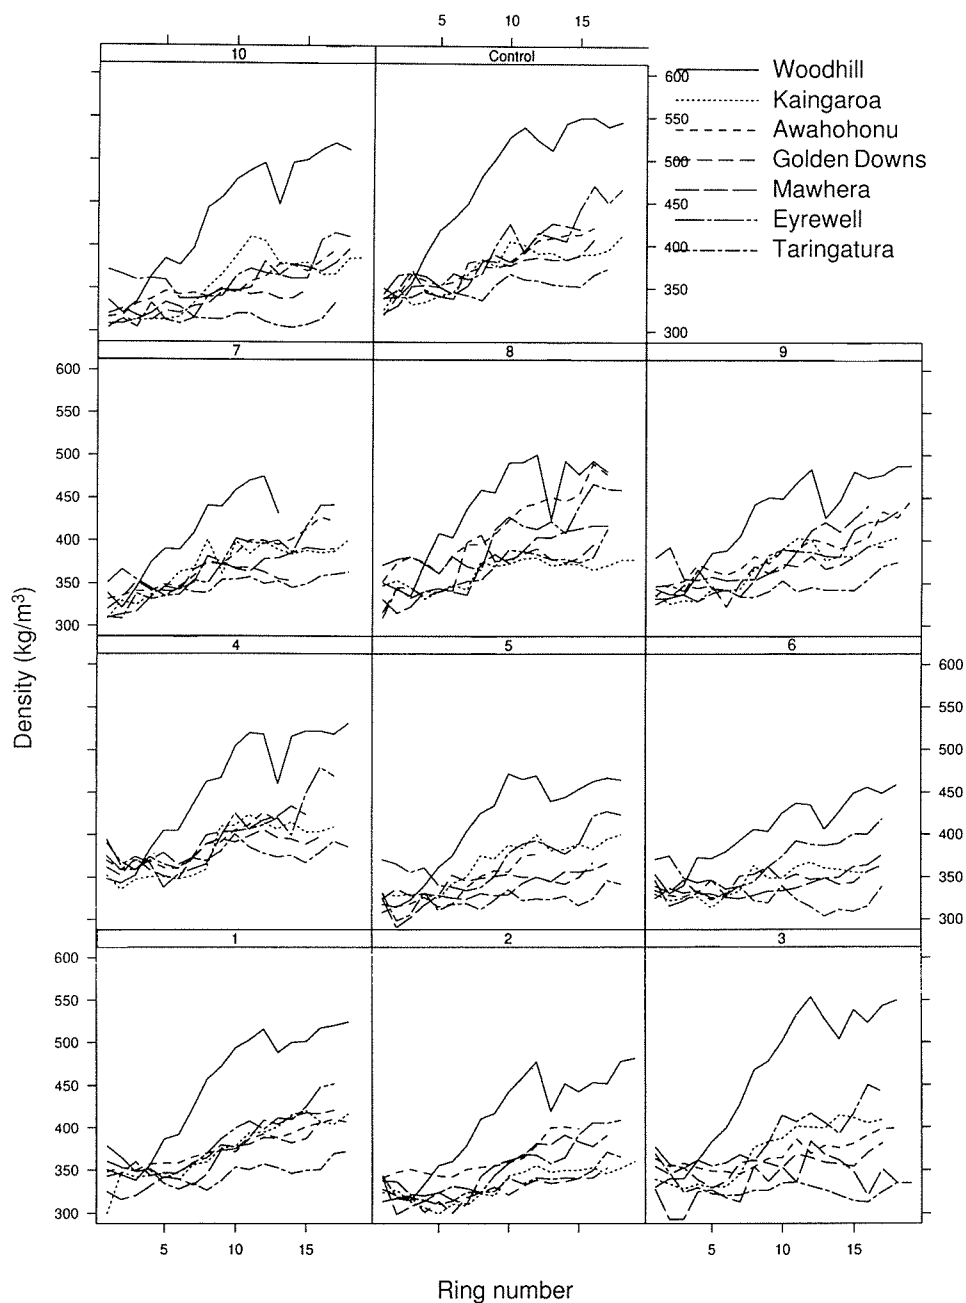 5 10 15
10 Control
600
550
500
450
400
350
300
Woodhill
Kaingaroa
Awahohonu
Golden Downs
Mawhera
Eyrewell
Taringatura
7 8 9
600
550
500
450
400
350
300
4 5 6
600
550
500
450
400
350
300
1 2 3
600
550
500
450
400
350
300
5 10 15
5 10 15
Density (kg/m³)
Ring number